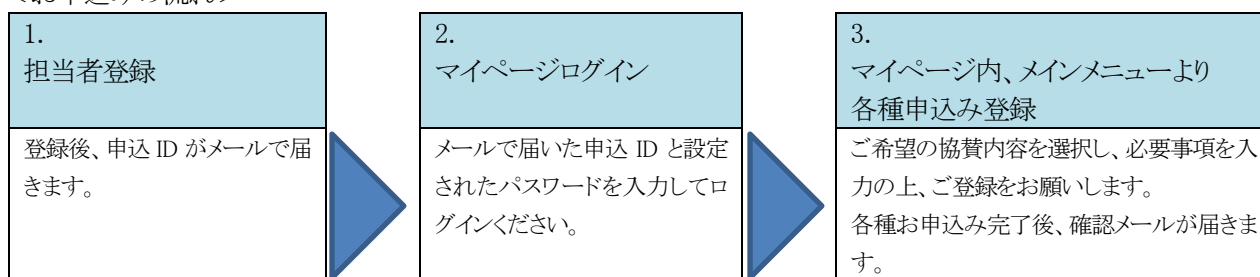 1.
担当者登録
登録後、申込 ID がメールで届
きます。
2.
マイページログイン
メールで届いた申込 ID と設定
されたパスワードを入力してロ
グインください。
3.
マイページ内、メインメニューより
各種申込み登録
ご希望の協賛内容を選択し、必要事項を入
力の上、ご登録をお願いします。
各種お申込み完了後、確認メールが届きま
す。